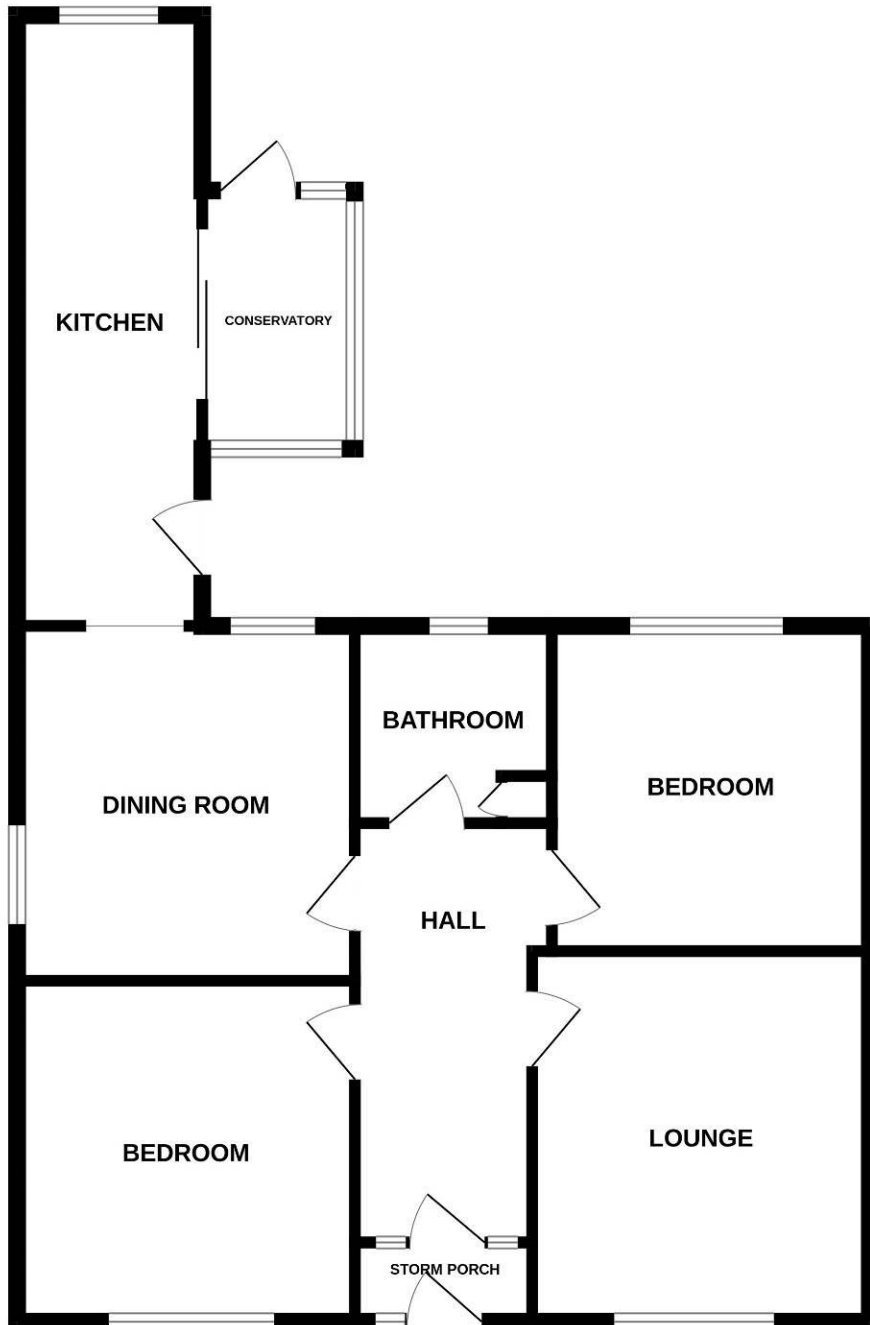 KITCHEN
CONSERVATORY
BATHROOM
BEDROOM
DINING ROOM
HALL
BEDROOM
LOUNGE
STORM PORCH